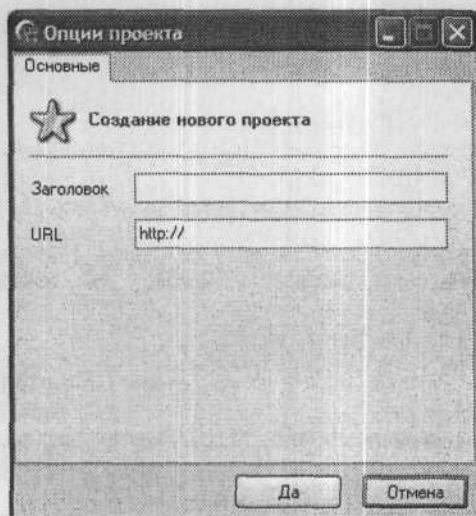 Опции проекта
Основные
Создание нового проекта
Заголовок
URL http://
Да Отмена